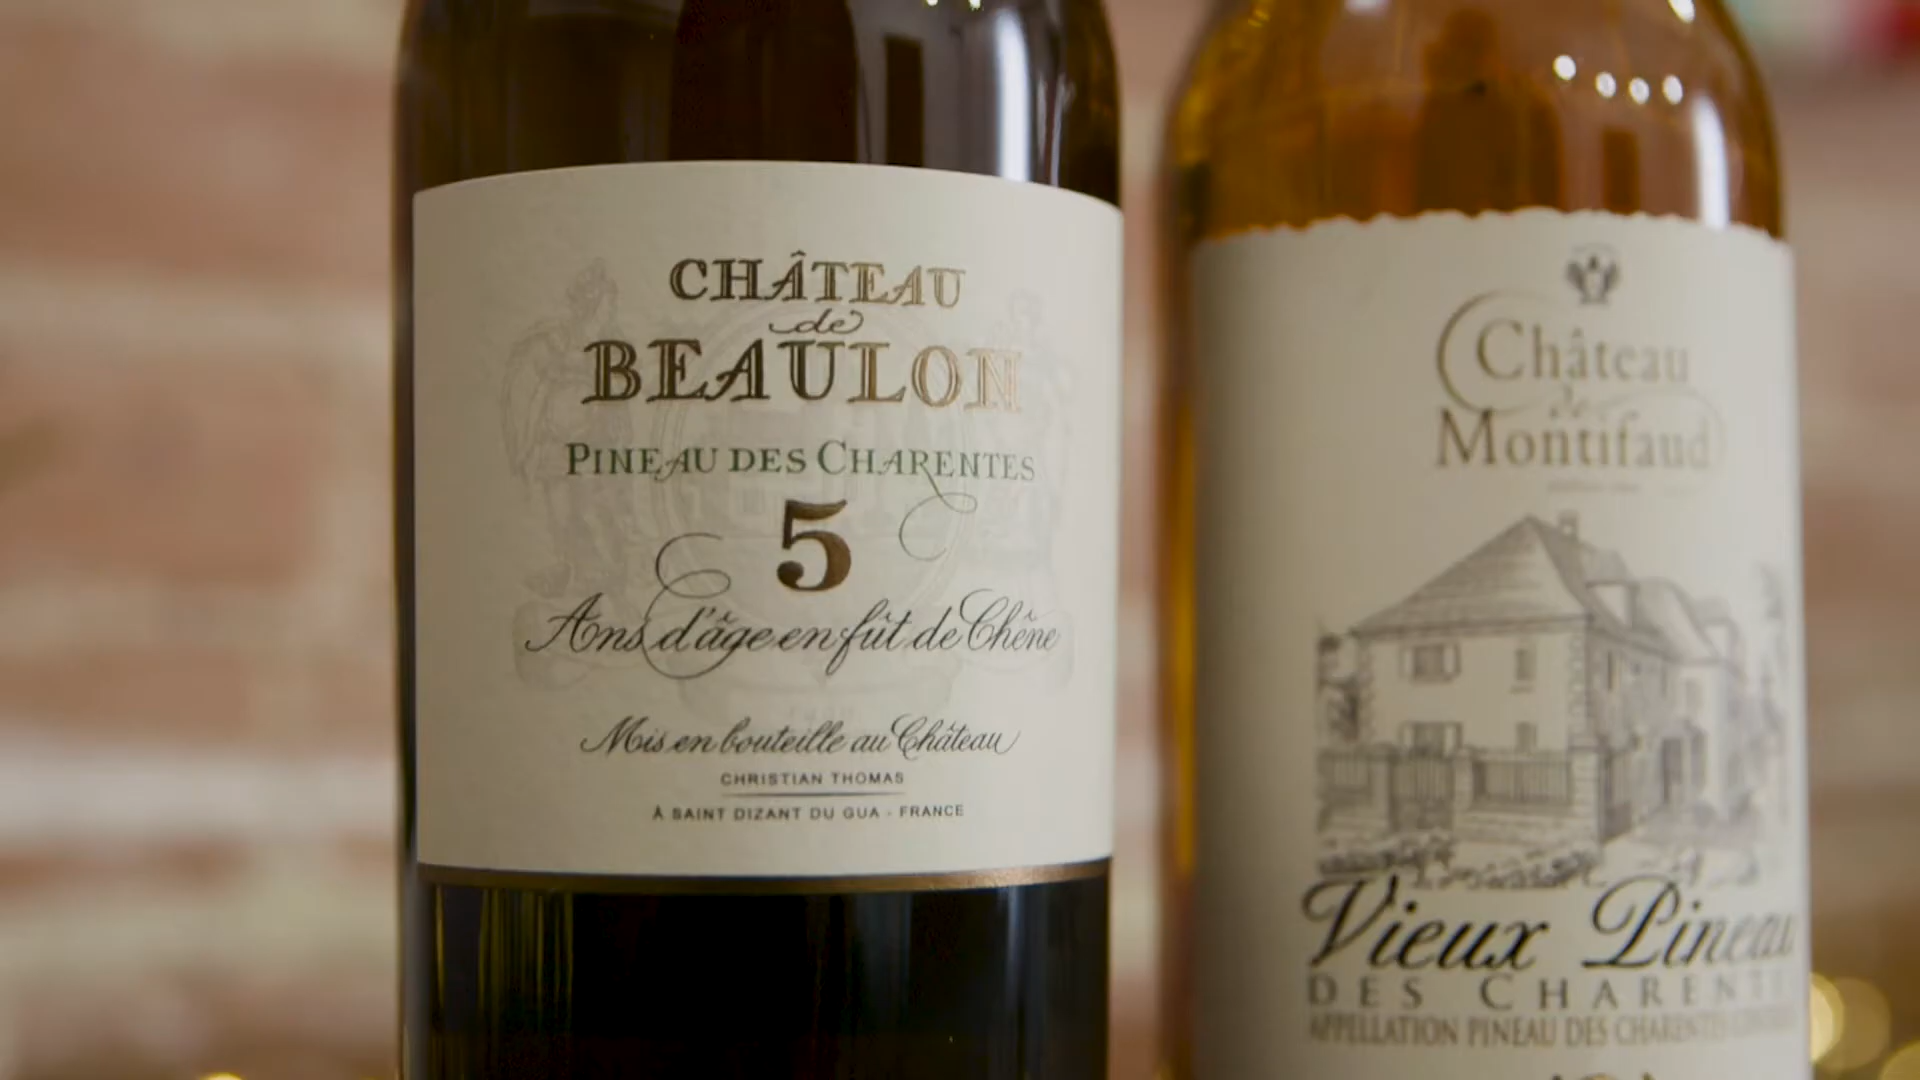 CHÂTEAU
de
BEAULON
PINEAU DES CHARENTES
5
Ans d'âge en fût de Chêne
Mis en bouteille au Château
CHRISTIAN THOMAS
À SAINT DIZANT DU GUA - FRANCE
Château
de
Montifaud
Vieux Pineau
DES CHARENTE
APPELLATION PINEAU DES CHARENTES